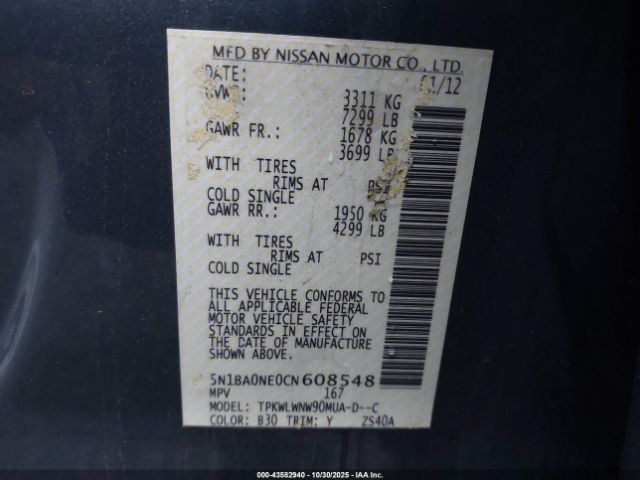 MFD BY NISSAN MOTOR CO., LTD.
DATE: 01/12
GVWR: 3311 KG
7299 LB
GAWR FR.: 1678 KG
3699 LB
WITH TIRES
RIMS AT PSI
COLD SINGLE
GAWR RR.: 1950 KG
4299 LB
WITH TIRES
RIMS AT PSI
COLD SINGLE
THIS VEHICLE CONFORMS TO
ALL APPLICABLE FEDERAL
MOTOR VEHICLE SAFETY
STANDARDS IN EFFECT ON
THE DATE OF MANUFACTURE
SHOWN ABOVE.
5N1BA0NE0CN608548
MPV 167
MODEL: TPKWLWNW90MUA-D--C
COLOR: B30 TRIM: Y ZS40A
000-43582940 | 10/30/2025 | IAAI, Inc.